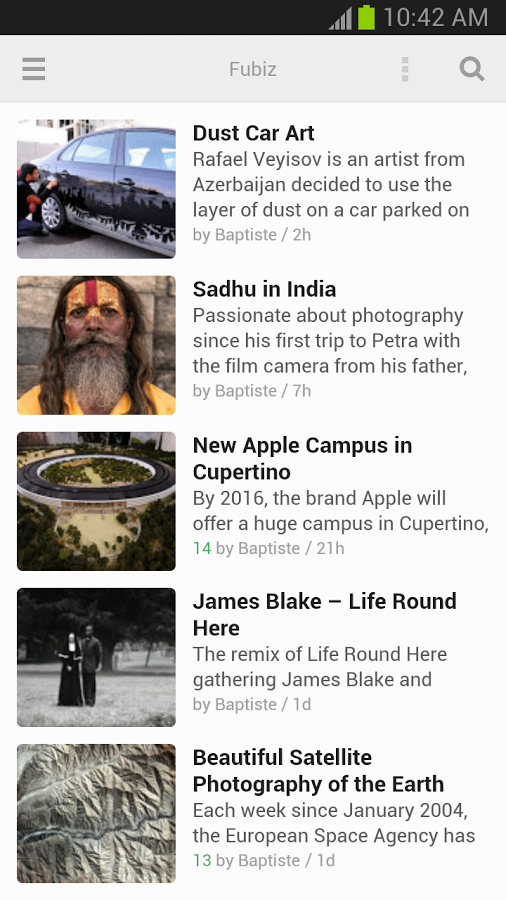 10:42 AM
Fubiz
Dust Car Art
Rafael Veyisov is an artist from
Azerbaijan decided to use the
layer of dust on a car parked on
by Baptiste / 2h
Sadhu in India
Passionate about photography
since his first trip to Petra with
the film camera from his father,
by Baptiste / 7h
New Apple Campus in
Cupertino
By 2016, the brand Apple will
offer a huge campus in Cupertino,
14 by Baptiste / 21h
James Blake – Life Round
Here
The remix of Life Round Here
gathering James Blake and
by Baptiste / 1d
Beautiful Satellite
Photography of the Earth
Each week since January 2004,
the European Space Agency has
13 by Baptiste / 1d